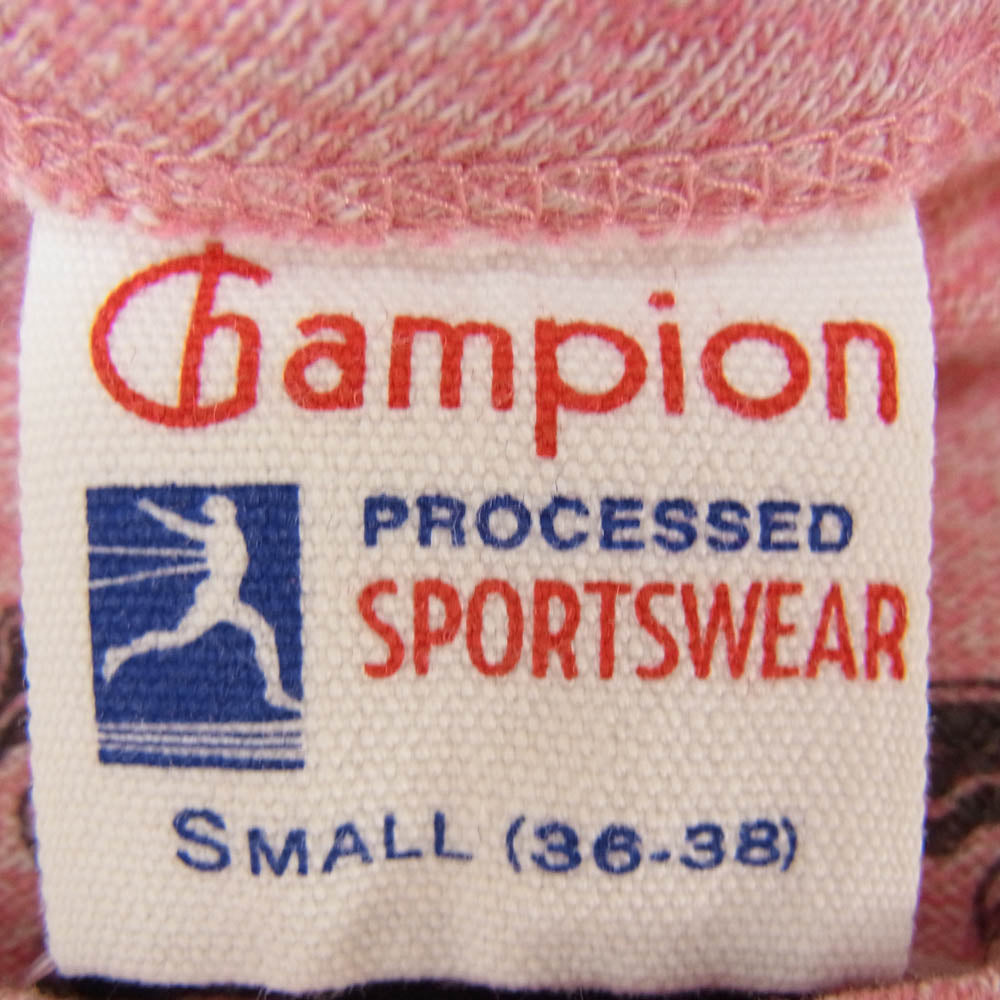 Champion
PROCESSED
SPORTSWEAR
SMALL (36-38)